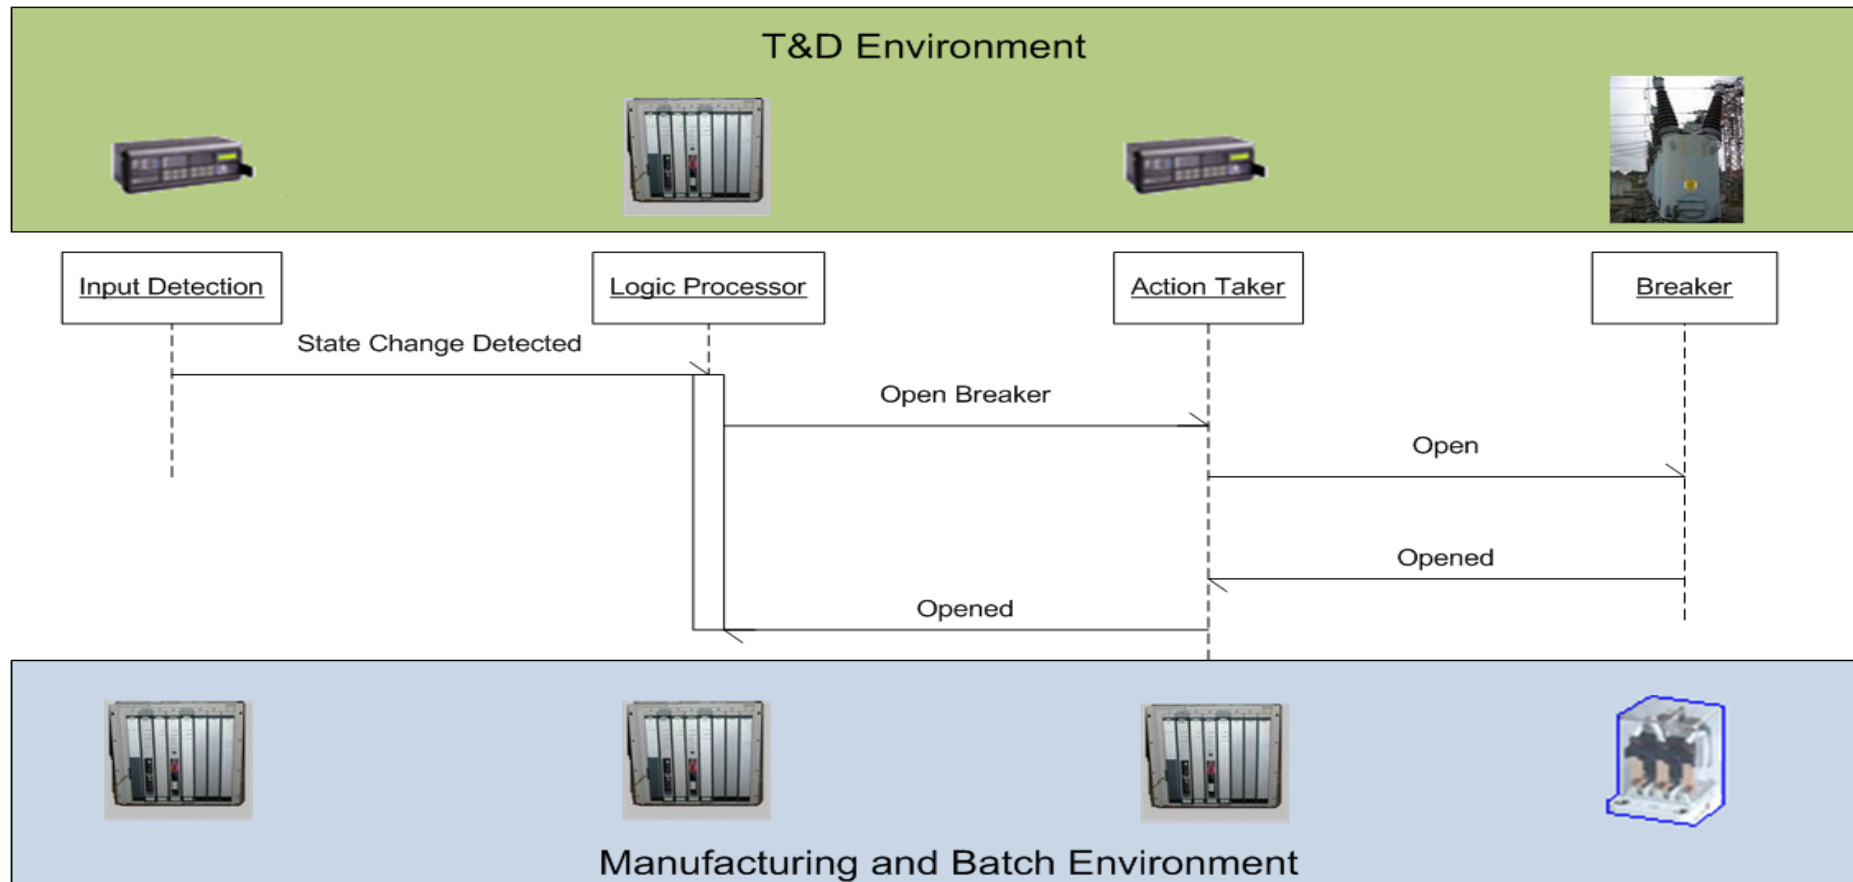 T&D Environment
Input Detection
Logic Processor
Action Taker
Breaker
State Change Detected
Open Breaker
Open
Opened
Opened
Manufacturing and Batch Environment